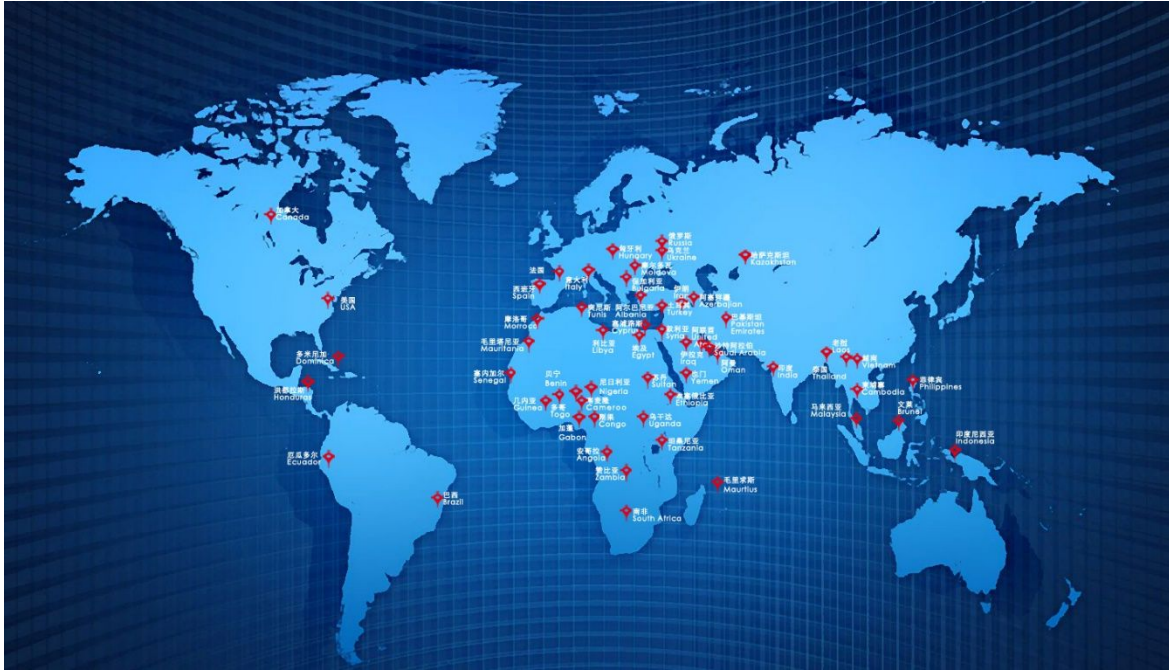 加拿大
Canada
美国
USA
多米尼加
Dominica
洪都拉斯
Honduras
厄瓜多尔
Ecuador
巴西
Brazil
俄罗斯
Russia
乌克兰
Ukraine
匈牙利
Hungary
摩尔多瓦
Moldova
哈萨克斯坦
Kazakhstan
法国
意大利
Italy
保加利亚
Bulgaria
西班牙
Spain
伊朗
Iran
阿塞拜疆
Azerbaijan
突尼斯
Tunis
阿尔巴尼亚
Albania
土耳其
Turkey
摩洛哥
Morroco
塞浦路斯
Cyprus
叙利亚
Syria
巴基斯坦
Pakistan
Emirates
阿联酋
United
利比亚
Libya
埃及
Egypt
毛里塔尼亚
Mauritania
伊拉克
Iraq
沙特阿拉伯
Saudi Arabia
阿曼
Oman
老挝
Laos
越南
Vietnam
泰国
Thailand
印度
India
塞内加尔
Senegal
贝宁
Benin
尼日利亚
Nigeria
苏丹
Sultan
也门
Yemen
埃塞俄比亚
Ethiopia
柬埔寨
Cambodia
菲律宾
Philippines
几内亚
Guinea
多哥
Togo
喀麦隆
Cameroo
加蓬
Gabon
刚果
Congo
乌干达
Uganda
马来西亚
Malaysia
文莱
Brunei
印度尼西亚
Indonesia
坦桑尼亚
Tanzania
安哥拉
Angola
赞比亚
Zambia
毛里求斯
Maurtius
南非
South Africa